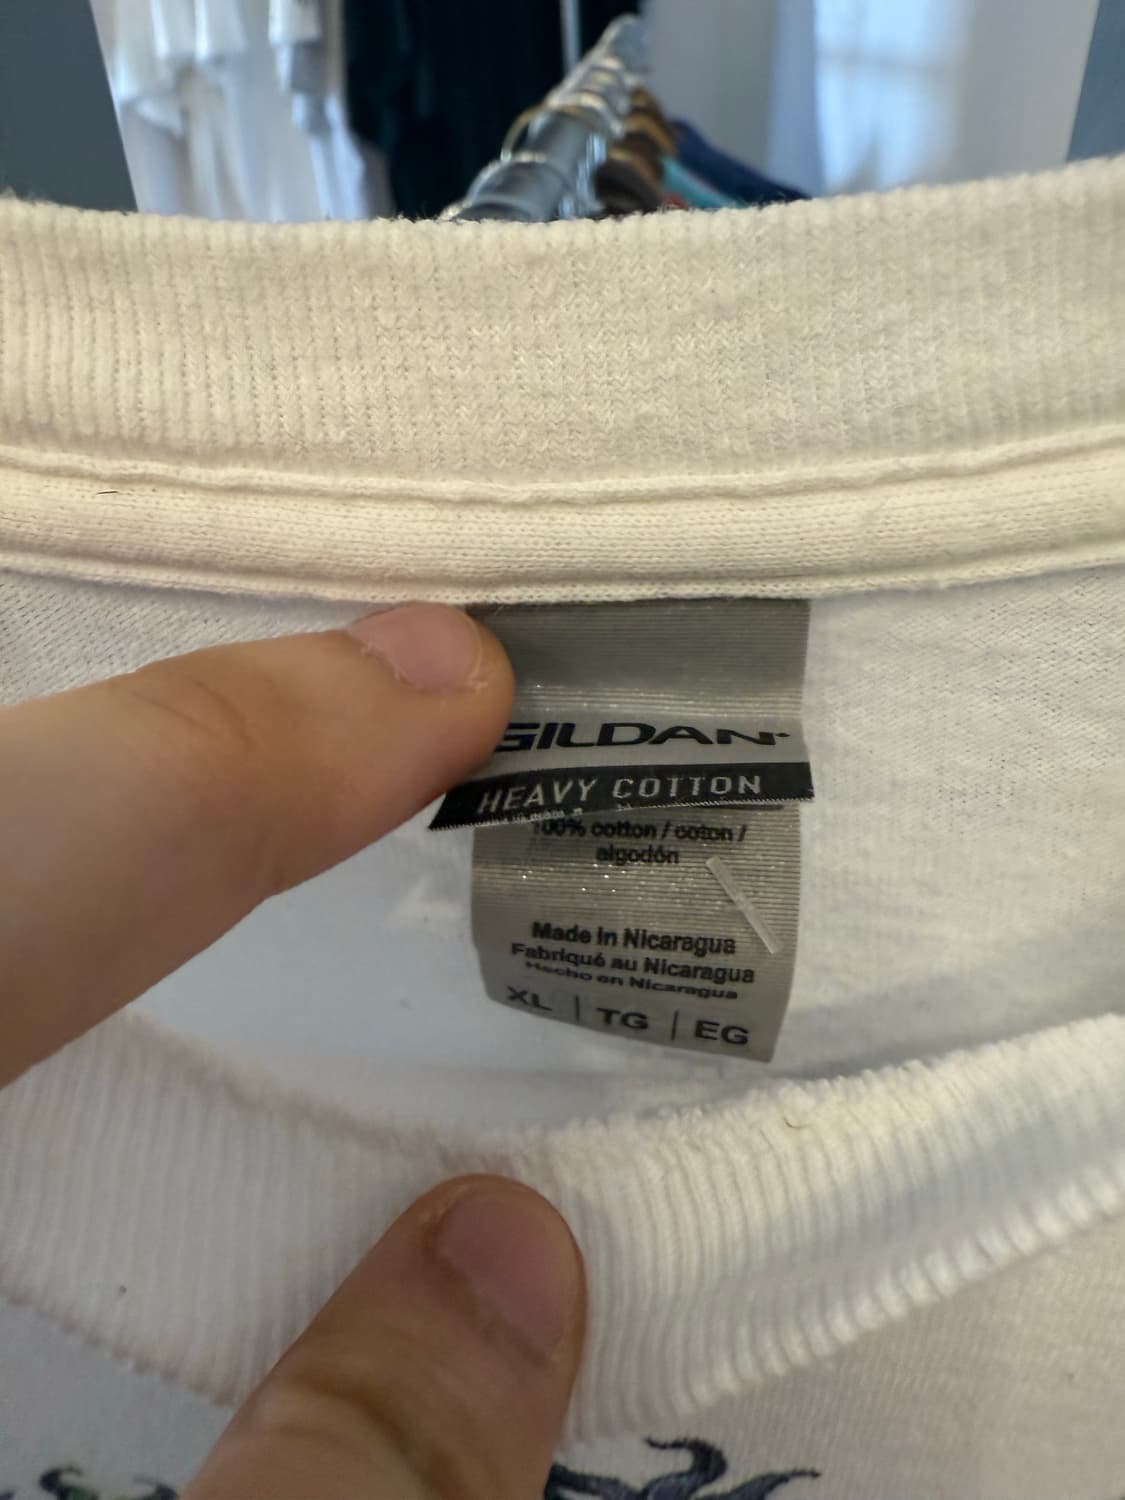 GILDAN
HEAVY COTTON
100% cotton / coton /
algodón
Made in Nicaragua
Fabriqué au Nicaragua
Hecho en Nicaragua
XL | TG | EG